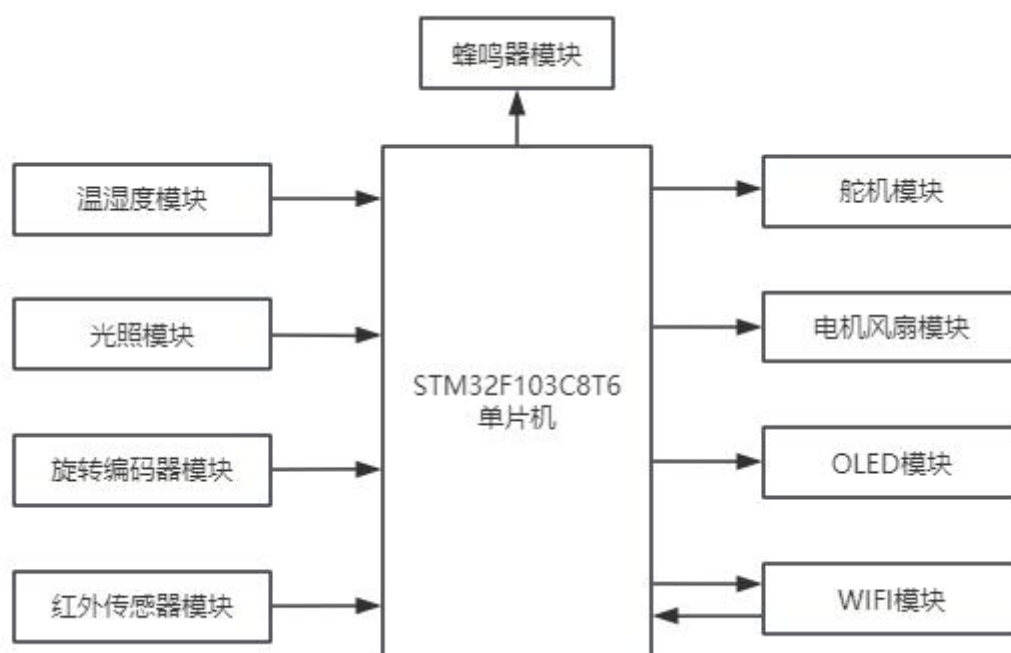 蜂鸣器模块
温湿度模块
舵机模块
光照模块
电机风扇模块
STM32F103C8T6
单片机
旋转编码器模块
OLED模块
红外传感器模块
WIFI模块